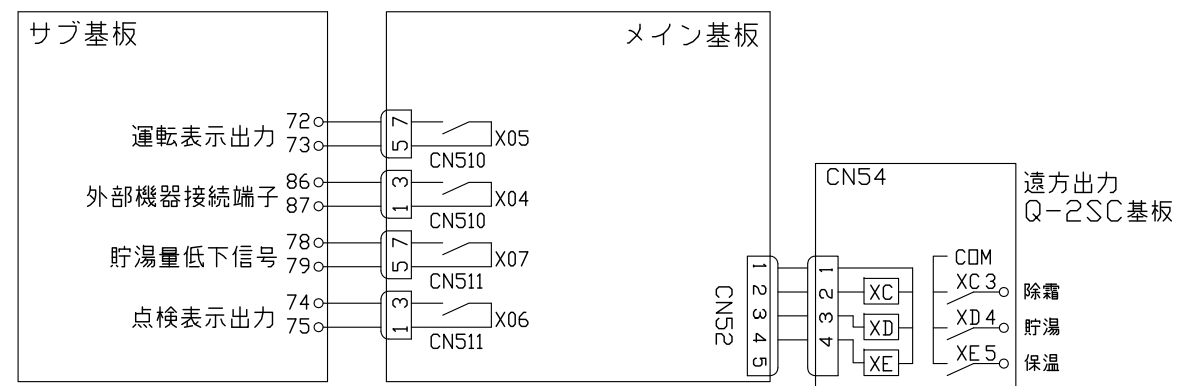 サブ基板
メイン基板
運転表示出力 72 73 7 5 X05
CN510
外部機器接続端子 86 87 3 1 X04
CN510
貯湯量低下信号 78 79 7 5 X07
CN511
点検表示出力 74 75 3 1 X06
CN511
CN52
1 2 3 4 5
CN54
1 2 3 4
XC
XD
XE
COM
XC 3 除霜
XD 4 貯湯
XE 5 保温
遠方出力
Q-2SC基板